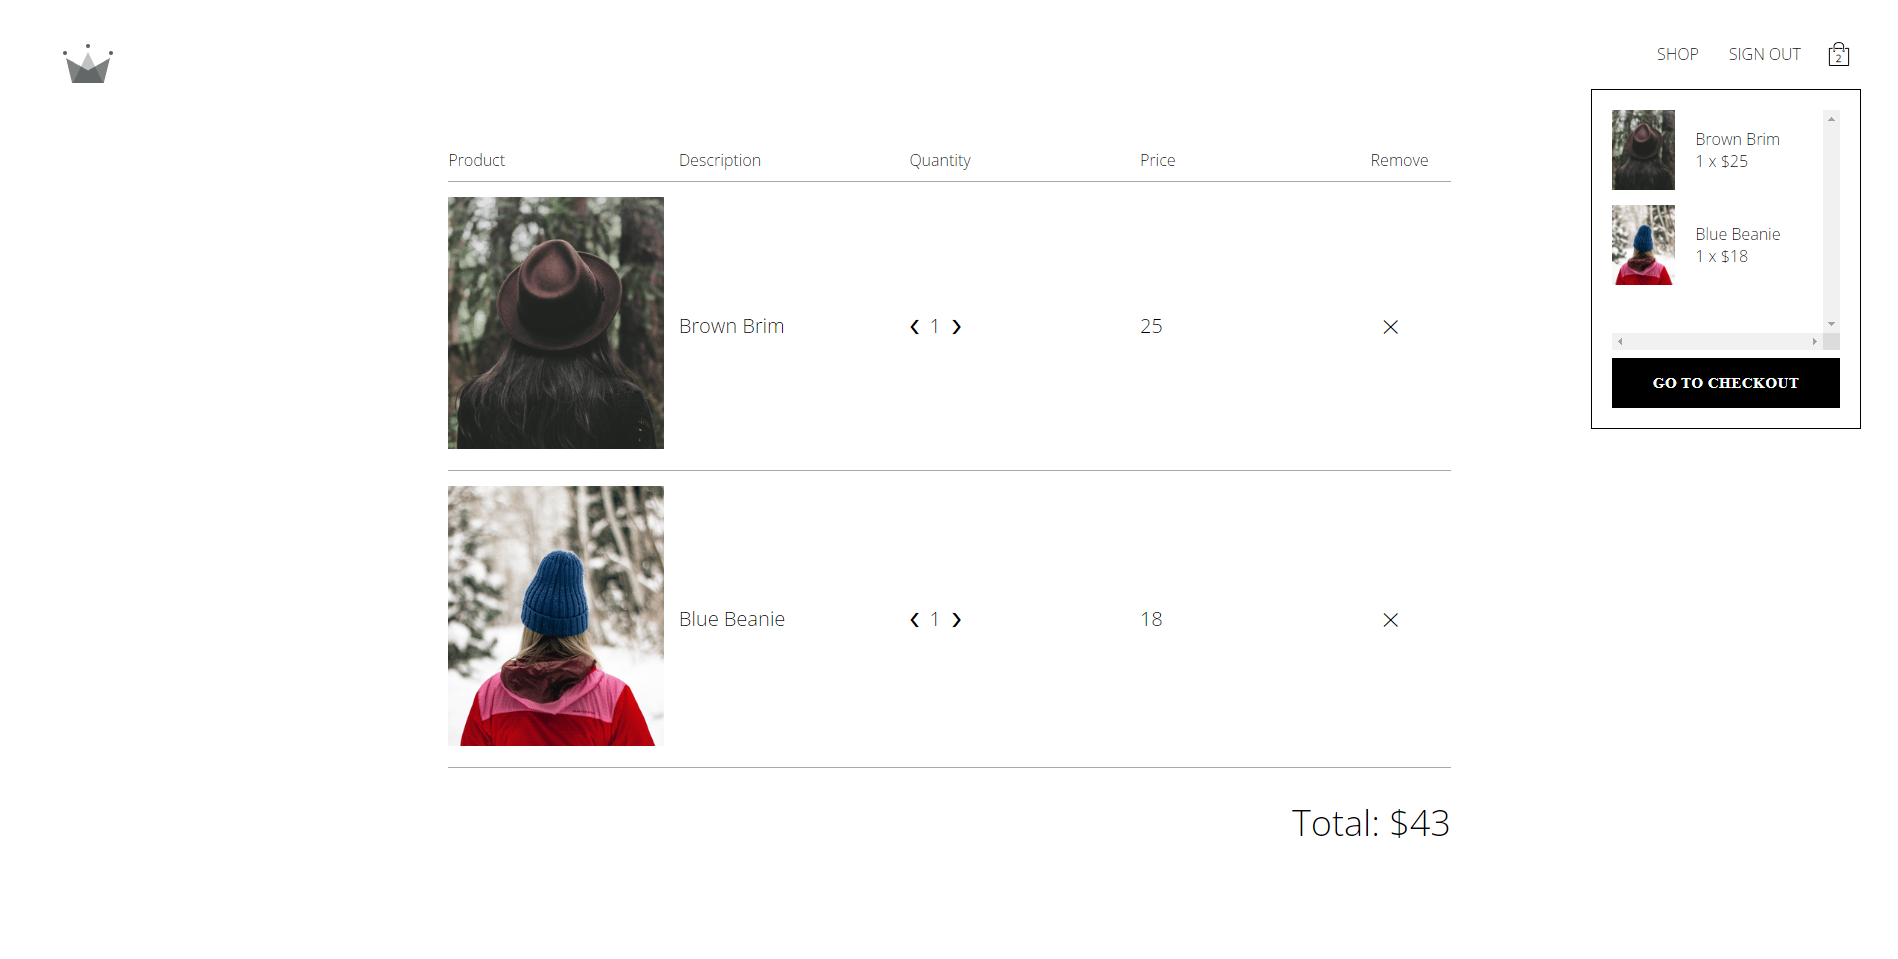 SHOP SIGN OUT 2
Product Description Quantity Price Remove
Brown Brim ❮ 1 ❯ 25 ✕
Blue Beanie ❮ 1 ❯ 18 ✕
Total: $43
Brown Brim
1 x $25
Blue Beanie
1 x $18
GO TO CHECKOUT